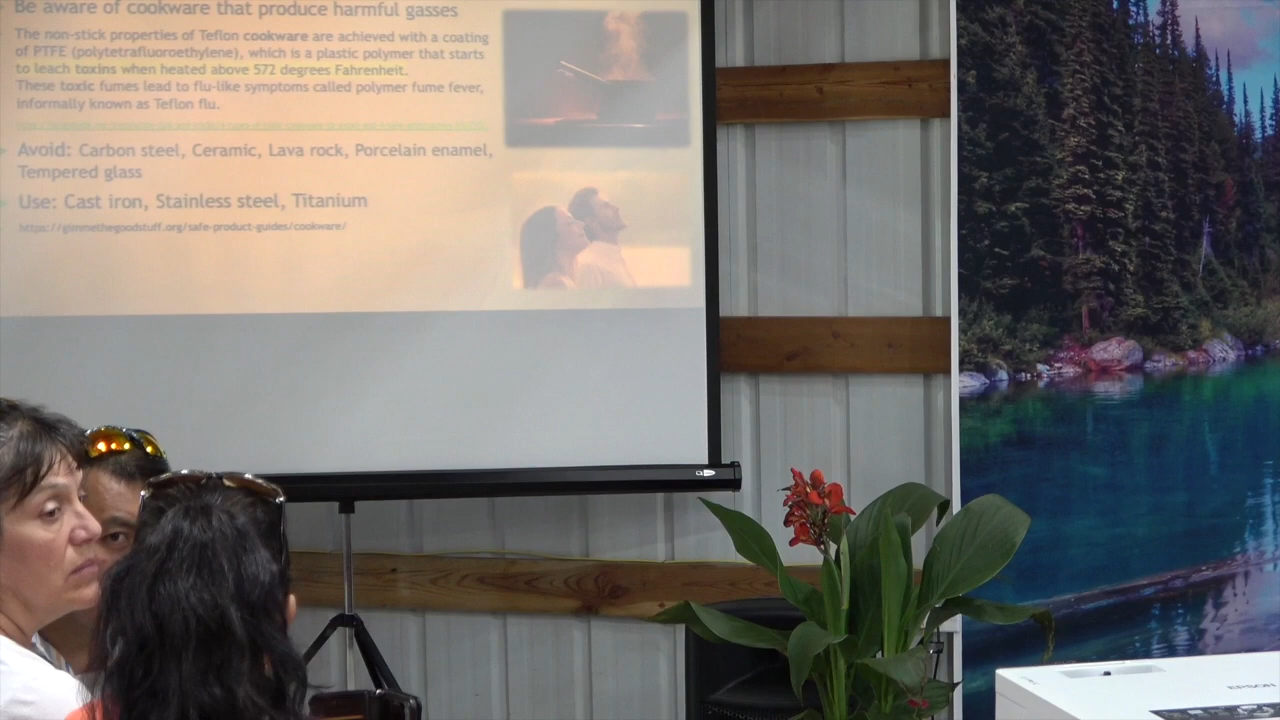 Be aware of cookware that produce harmful gasses
The non-stick properties of Teflon cookware are achieved with a coating
of PTFE (polytetrafluoroethylene), which is a plastic polymer that starts
to leach toxins when heated above 572 degrees Fahrenheit.
These toxic fumes lead to flu-like symptoms called polymer fume fever,
informally known as Teflon flu.
Avoid: Carbon steel, Ceramic, Lava rock, Porcelain enamel,
Tempered glass
Use: Cast iron, Stainless steel, Titanium
https://gimmethegoodstuff.org/safe-product-guides/cookware/
EPSON